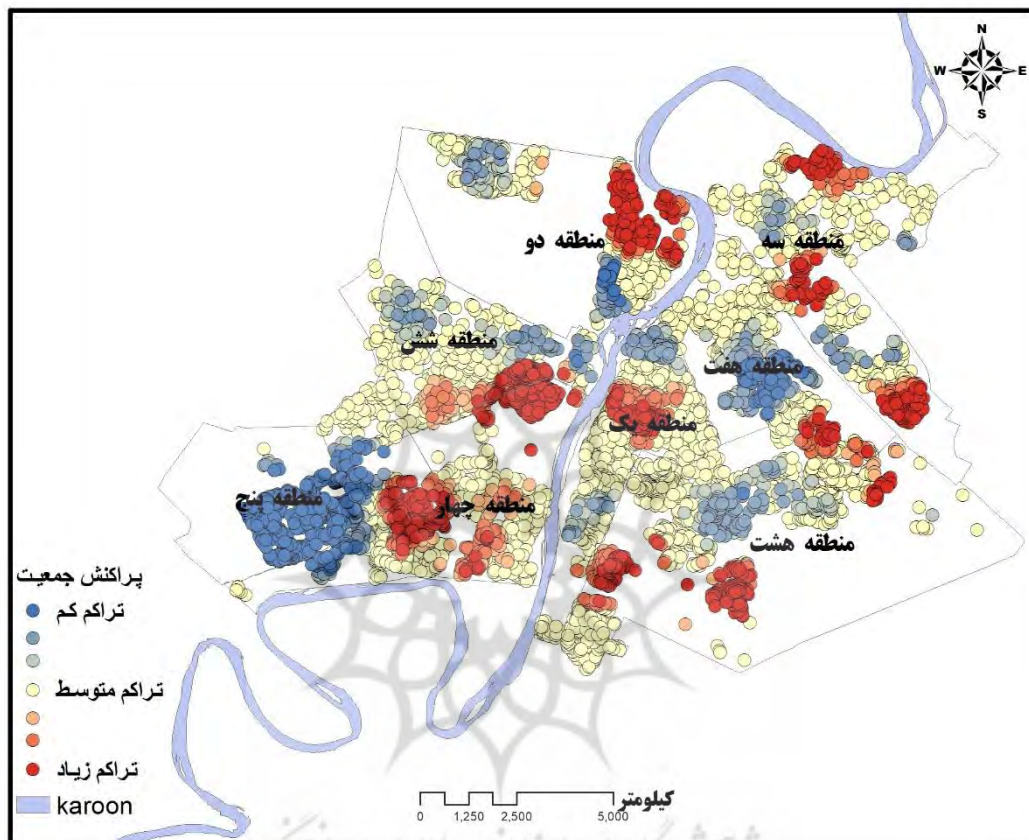 N
W E
S
منطقه دو
منطقه سه
منطقه شش
منطقه هفت
منطقه یک
منطقه پنج
منطقه چهار
منطقه هشت
پراکنش جمعیت
تراکم کم
تراکم متوسط
تراکم زیاد
karoon
کیلومتر
0 1,250 2,500 5,000